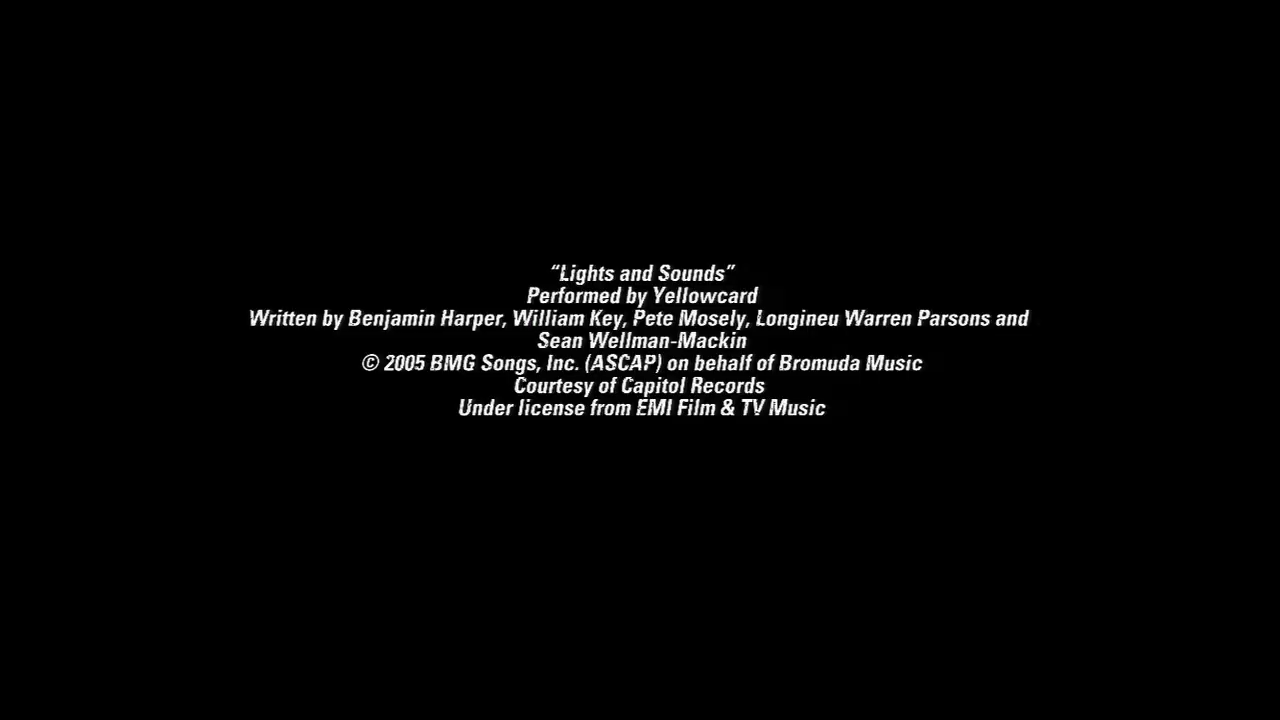 “Lights and Sounds”
Performed by Yellowcard
Written by Benjamin Harper, William Key, Pete Mosely, Longineu Warren Parsons and
Sean Wellman-Mackin
© 2005 BMG Songs, Inc. (ASCAP) on behalf of Bromuda Music
Courtesy of Capitol Records
Under license from EMI Film & TV Music